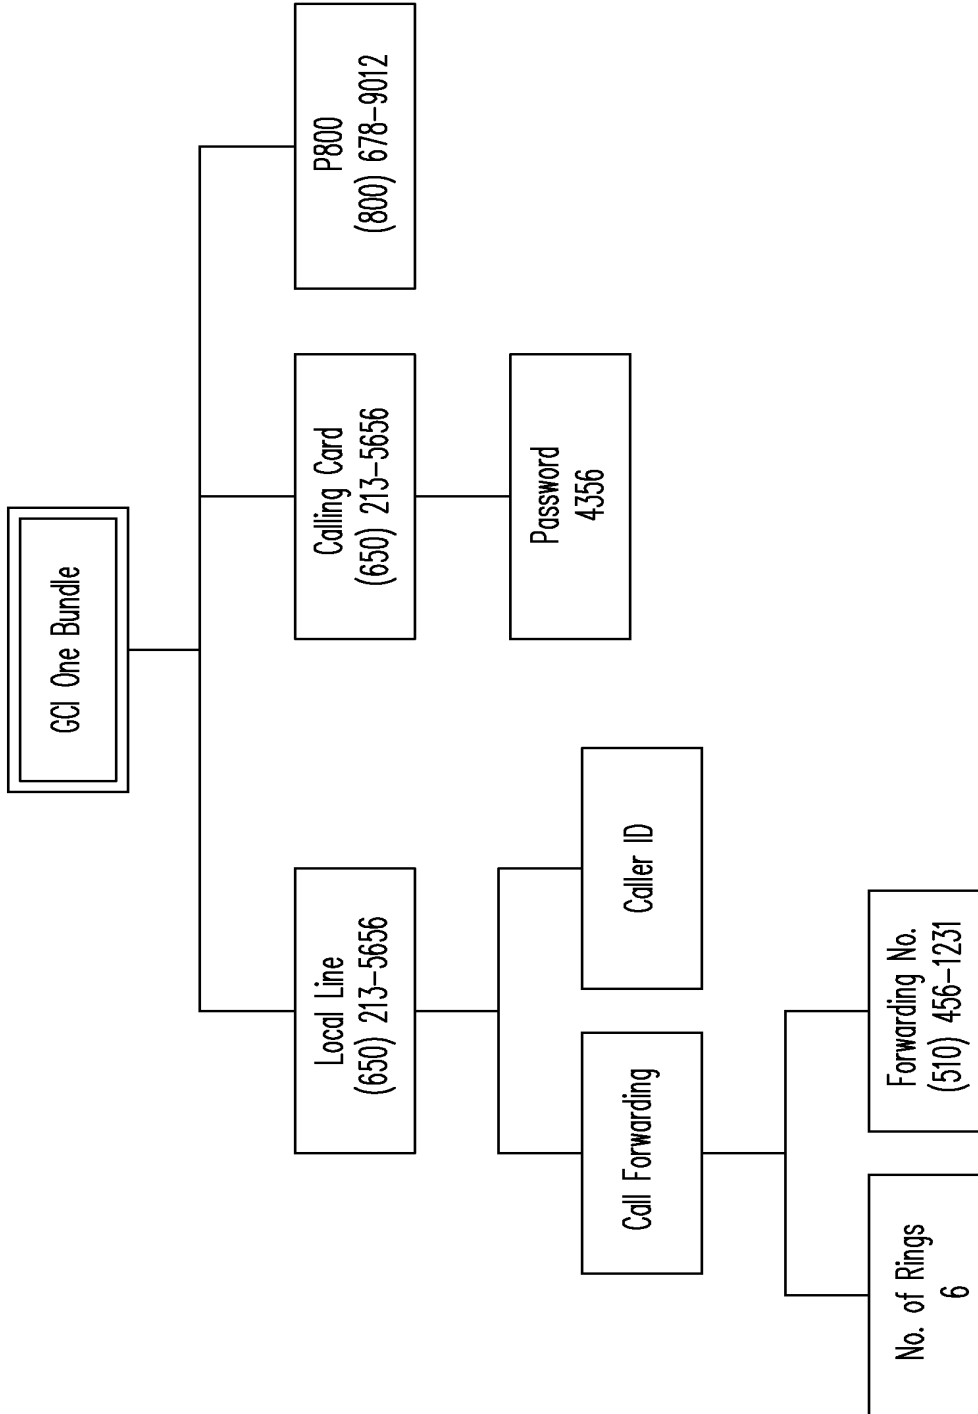 GCI One Bundle
Local Line
(650) 213-5656
Calling Card
(650) 213-5656
P800
(800) 678-9012
Call Forwarding
Caller ID
Password
4356
No. of Rings
6
Forwarding No.
(510) 456-1231